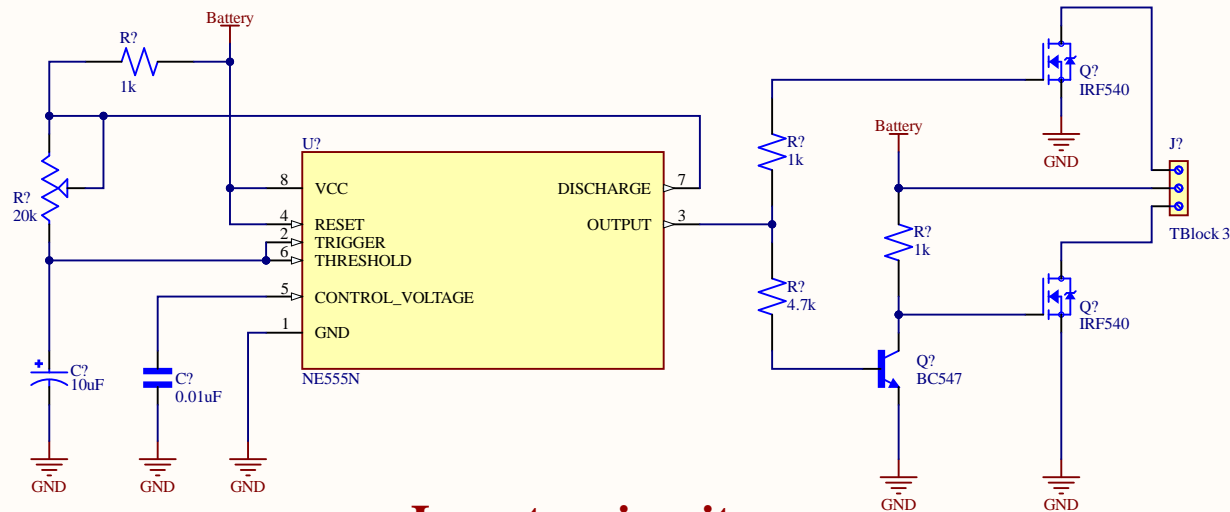 Battery
R?
1k
R?
20k
U?
8 VCC
4 RESET
2 TRIGGER
6 THRESHOLD
5 CONTROL_VOLTAGE
1 GND
DISCHARGE 7
OUTPUT 3
NE555N
C?
10uF
C?
0.01uF
GND
GND
GND
R?
1k
R?
4.7k
Battery
R?
1k
Q?
BC547
GND
Q?
IRF540
GND
J?
TBlock 3
Q?
IRF540
GND